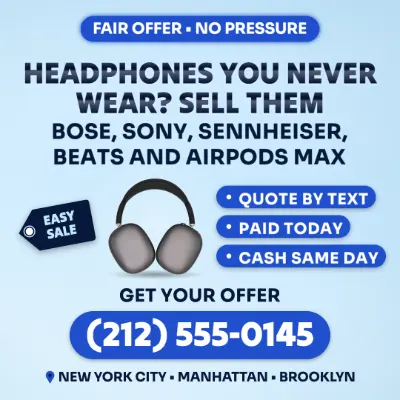 FAIR OFFER • NO PRESSURE
HEADPHONES YOU NEVER
WEAR? SELL THEM
BOSE, SONY, SENNHEISER,
BEATS AND AIRPODS MAX
EASY
SALE
• QUOTE BY TEXT
• PAID TODAY
• CASH SAME DAY
GET YOUR OFFER
(212) 555-0145
NEW YORK CITY • MANHATTAN • BROOKLYN